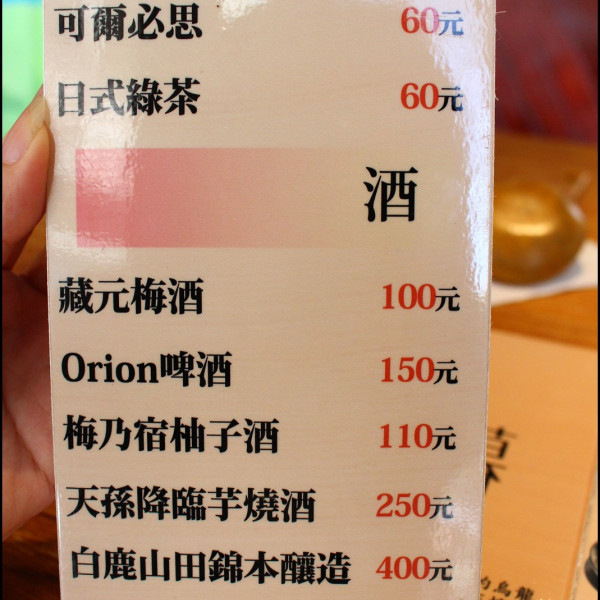 可爾必思 60元
日式綠茶 60元
酒
藏元梅酒 100元
Orion啤酒 150元
梅乃宿柚子酒 110元
天孫降臨芋燒酒 250元
白鹿山田錦本釀造 400元
烏龍